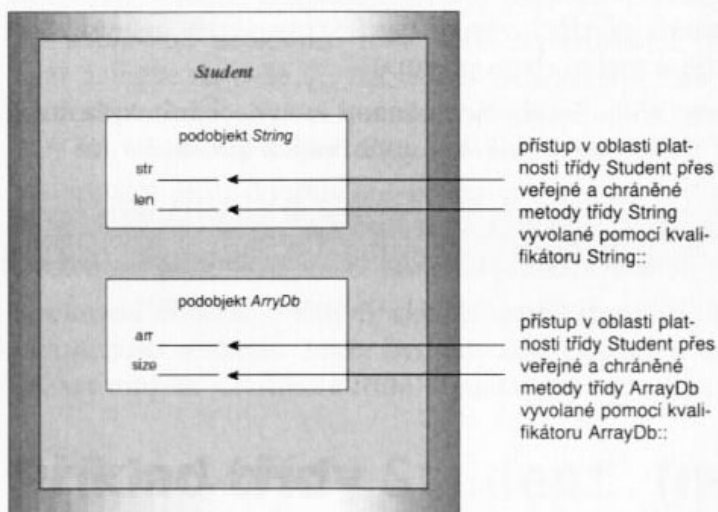 Student
podobjekt String
str
len
přístup v oblasti plat-
nosti třídy Student přes
veřejné a chráněné
metody třídy String
vyvolané pomocí kvali-
fikátoru String::
podobjekt ArryDb
arr
size
přístup v oblasti plat-
nosti třídy Student přes
veřejné a chráněné
metody třídy ArrayDb
vyvolané pomocí kvali-
fikátoru ArrayDb::